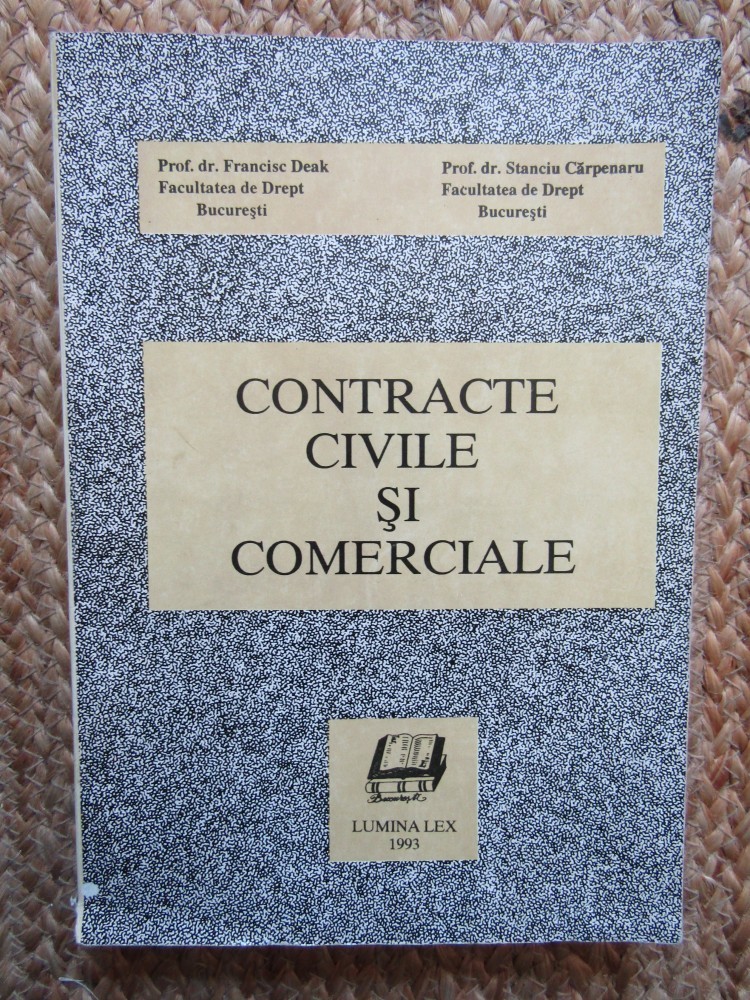 Prof. dr. Francisc Deak
Facultatea de Drept
Bucureşti
Prof. dr. Stanciu Cărpenaru
Facultatea de Drept
Bucureşti
CONTRACTE
CIVILE
ŞI
COMERCIALE
Bucureşti
LUMINA LEX
1993